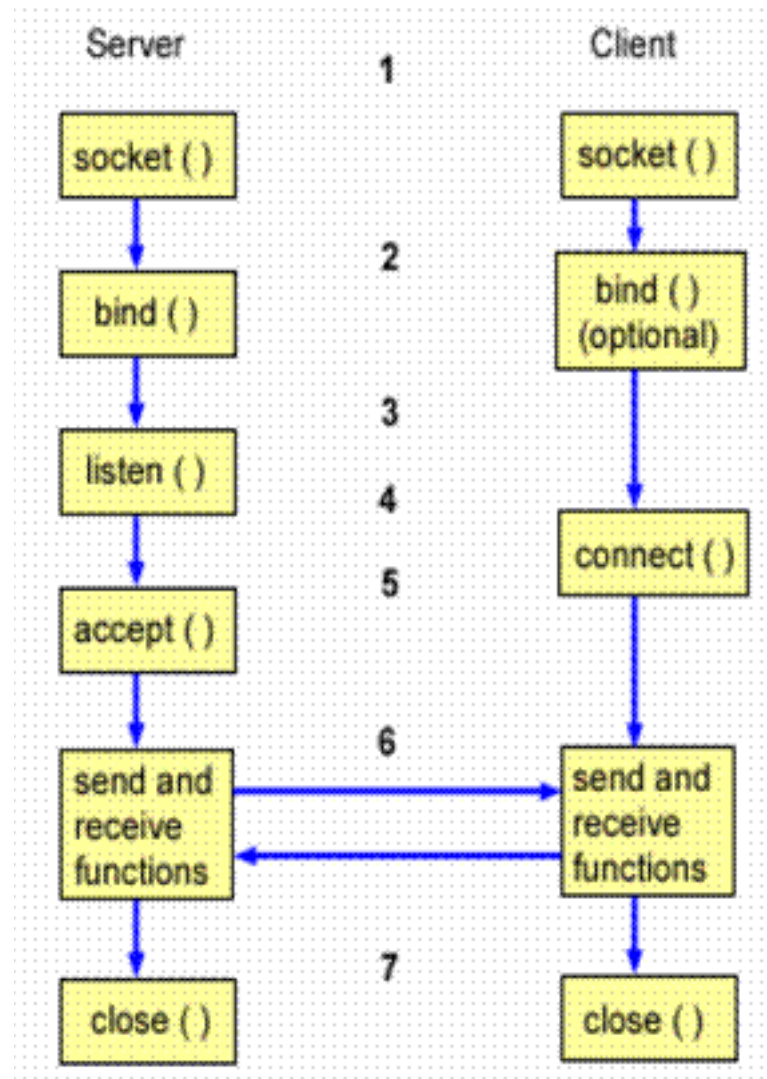 Server
Client
1
socket ( )
socket ( )
2
bind ( )
bind ( )
(optional)
3
listen ( )
4
connect ( )
5
accept ( )
6
send and
receive
functions
send and
receive
functions
7
close ( )
close ( )